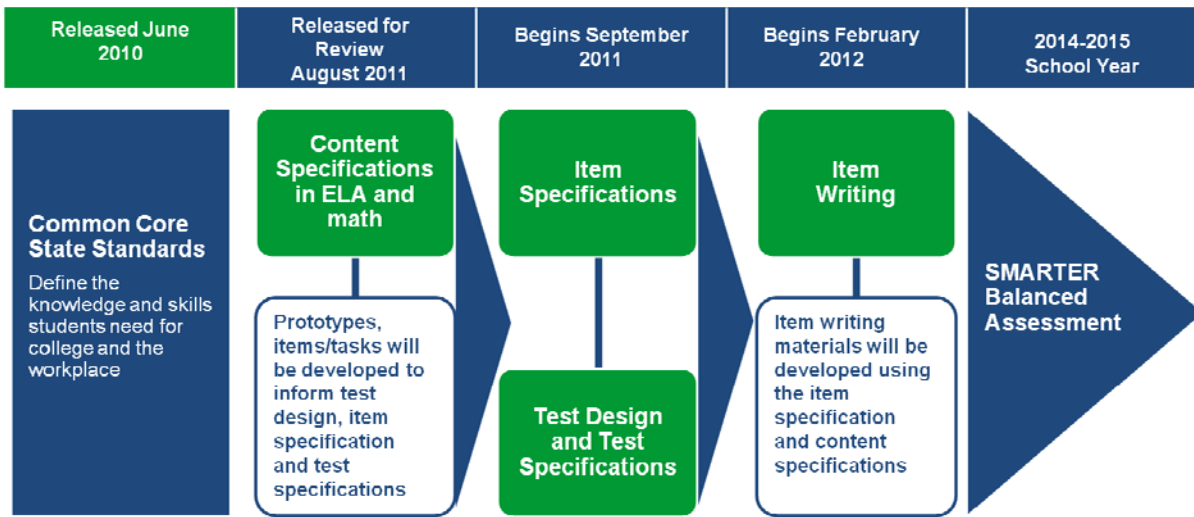 Released June
2010
Released for
Review
August 2011
Begins September
2011
Begins February
2012
2014-2015
School Year
Common Core
State Standards
Define the
knowledge and skills
students need for
college and the
workplace
Content
Specifications
in ELA and
math
Prototypes,
items/tasks will
be developed to
inform test
design, item
specification
and test
specifications
Item
Specifications
Test Design
and Test
Specifications
Item
Writing
Item writing
materials will be
developed using
the item
specification
and content
specifications
SMARTER
Balanced
Assessment